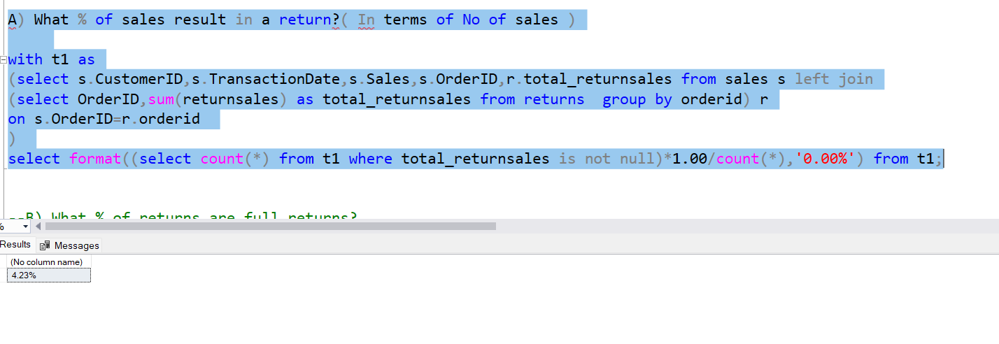 A) What % of sales result in a return?( In terms of No of sales )
with t1 as
(select s.CustomerID,s.TransactionDate,s.Sales,s.OrderID,r.total_returnsales from sales s left join
(select OrderID,sum(returnsales) as total_returnsales from returns  group by orderid) r
on s.OrderID=r.orderid
)
select format((select count(*) from t1 where total_returnsales is not null)*1.00/count(*),'0.00%') from t1;
--B) What % of returns are full returns?
%
Results Messages
(No column name)
4.23%